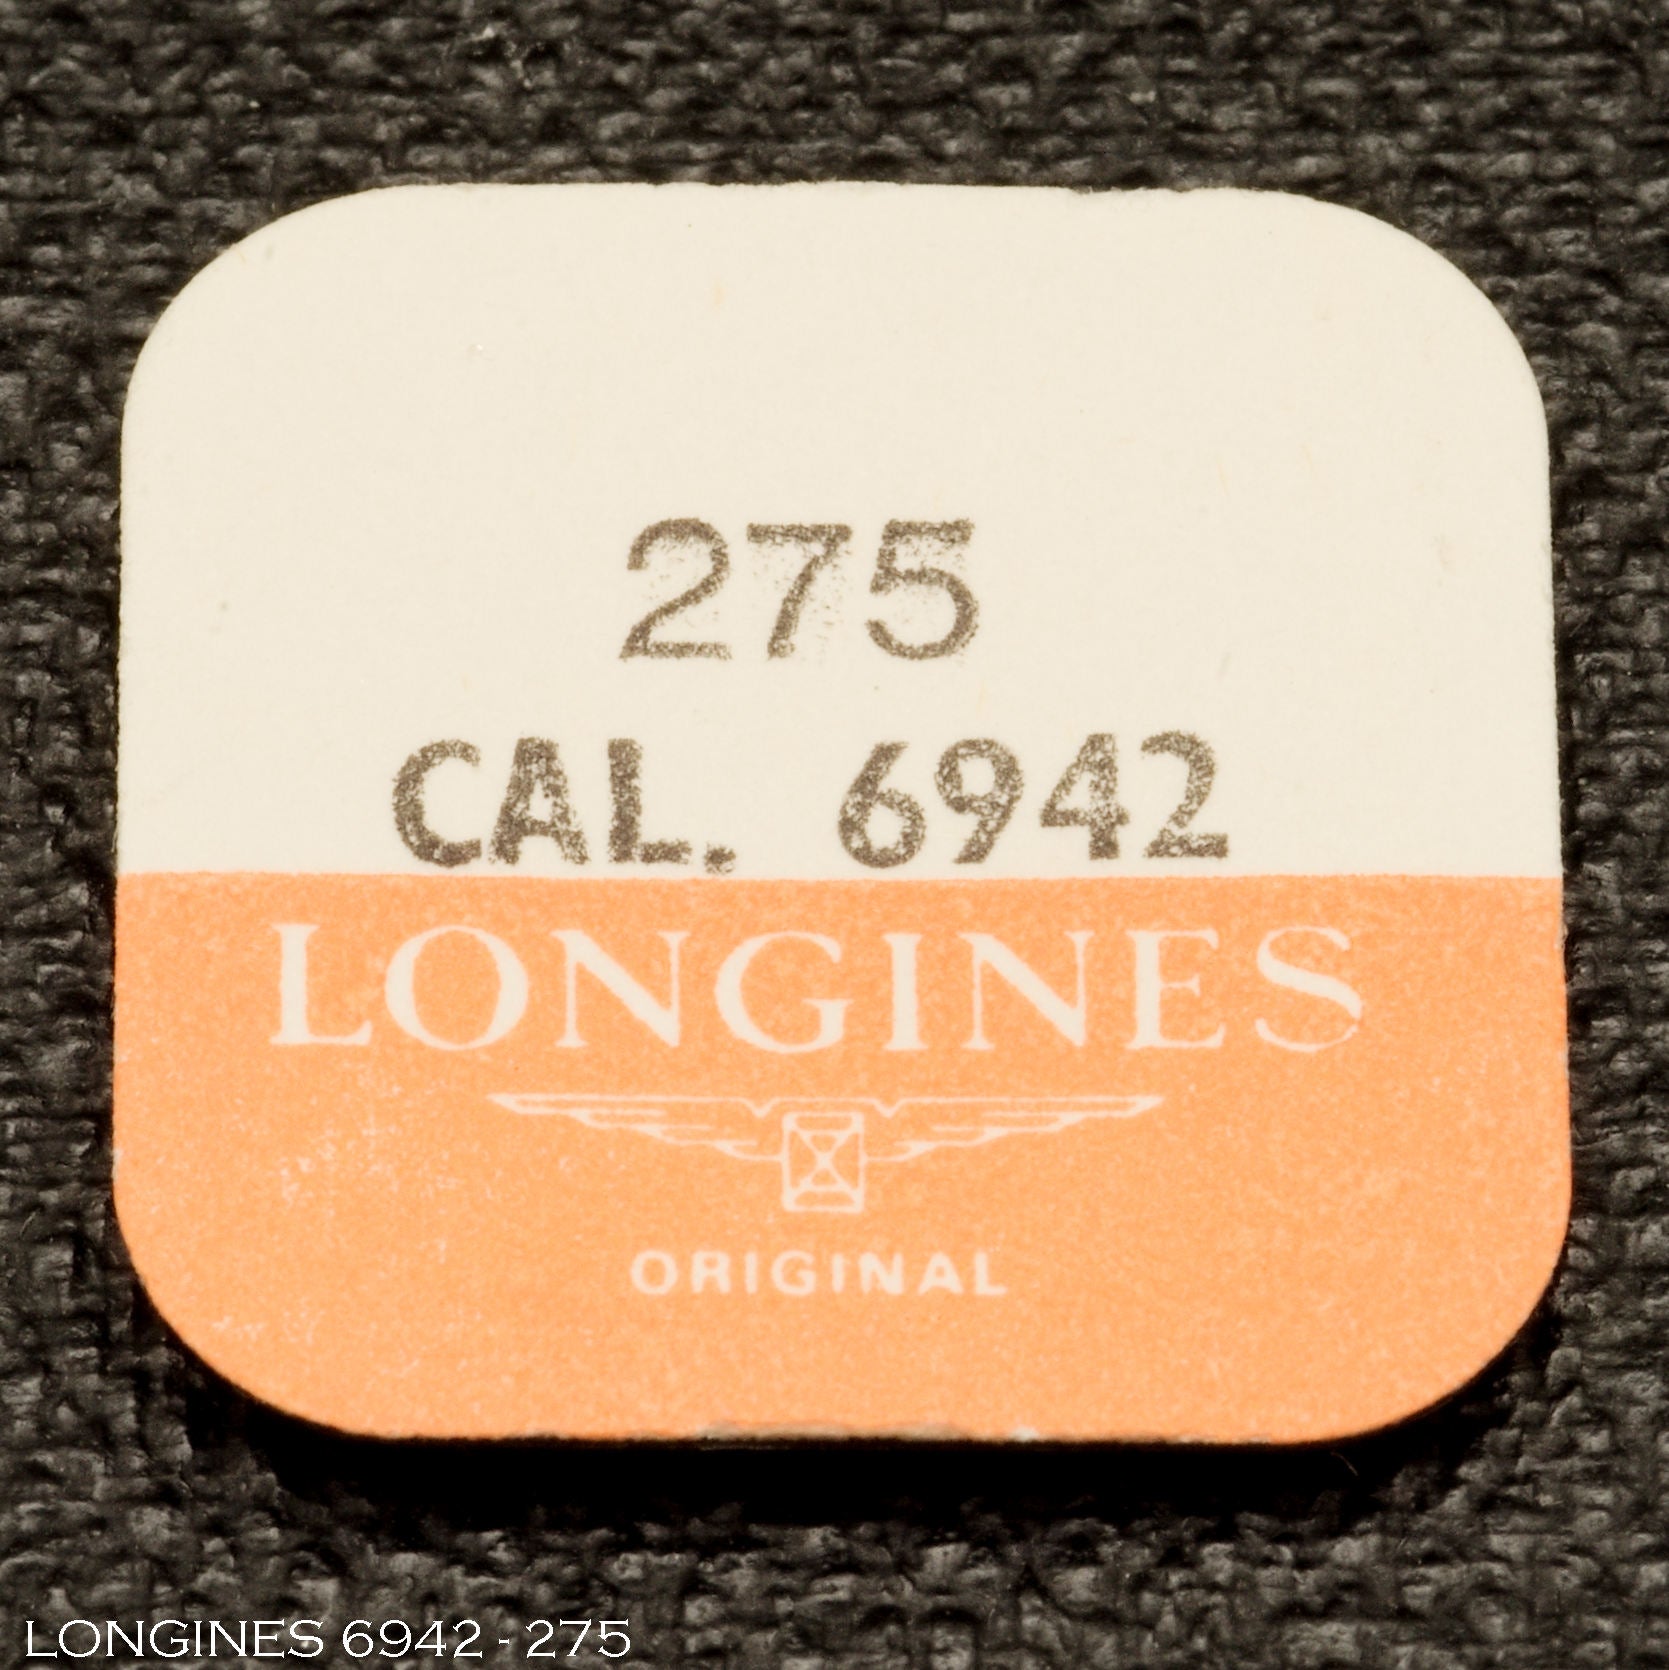 275
CAL. 6942
LONGINES
ORIGINAL
LONGINES 6942 - 275